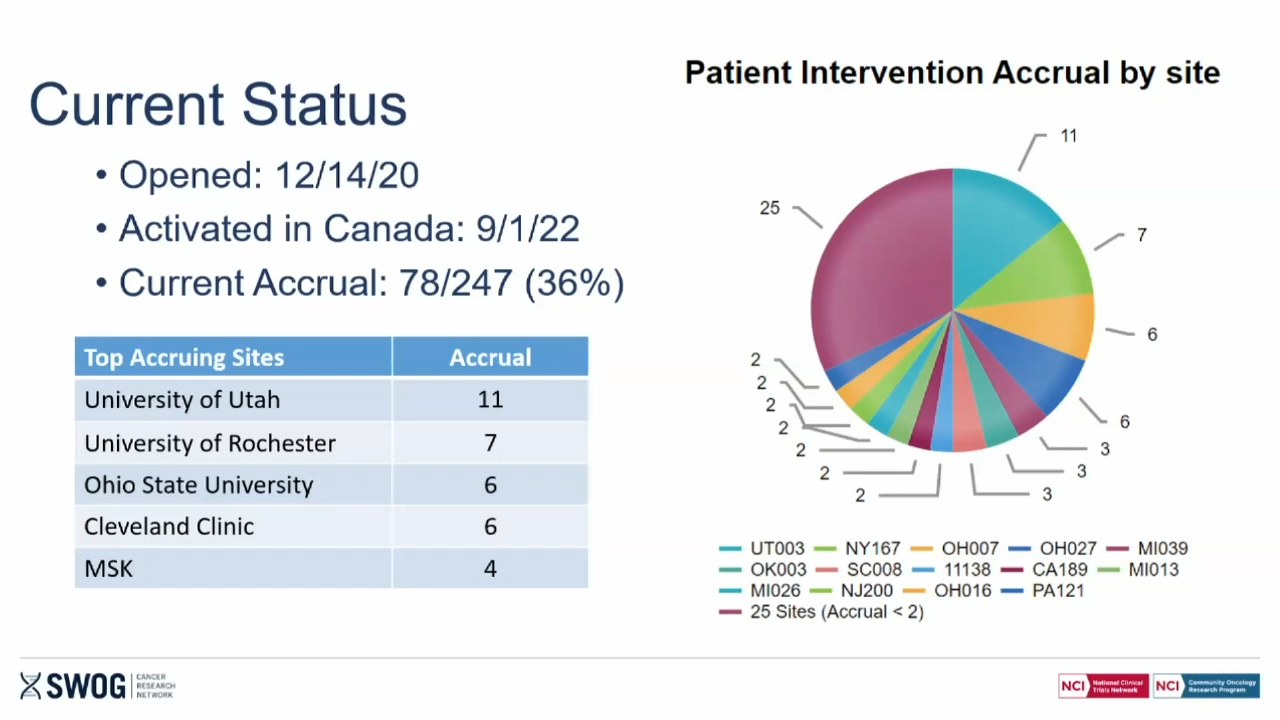 Current Status
• Opened: 12/14/20
• Activated in Canada: 9/1/22
• Current Accrual: 78/247 (36%)
Top Accruing Sites Accrual
University of Utah 11
University of Rochester 7
Ohio State University 6
Cleveland Clinic 6
MSK 4
Patient Intervention Accrual by site
11
7
6
6
3
3
3
2
2
2
2
2
2
2
25
UT003 NY167 OH007 OH027 MI039
OK003 SC008 11138 CA189 MI013
MI026 NJ200 OH016 PA121
25 Sites (Accrual < 2)
SWOG
CANCER
RESEARCH
NETWORK
NCI National Clinical
Trials Network
NCI Community Oncology
Research Program